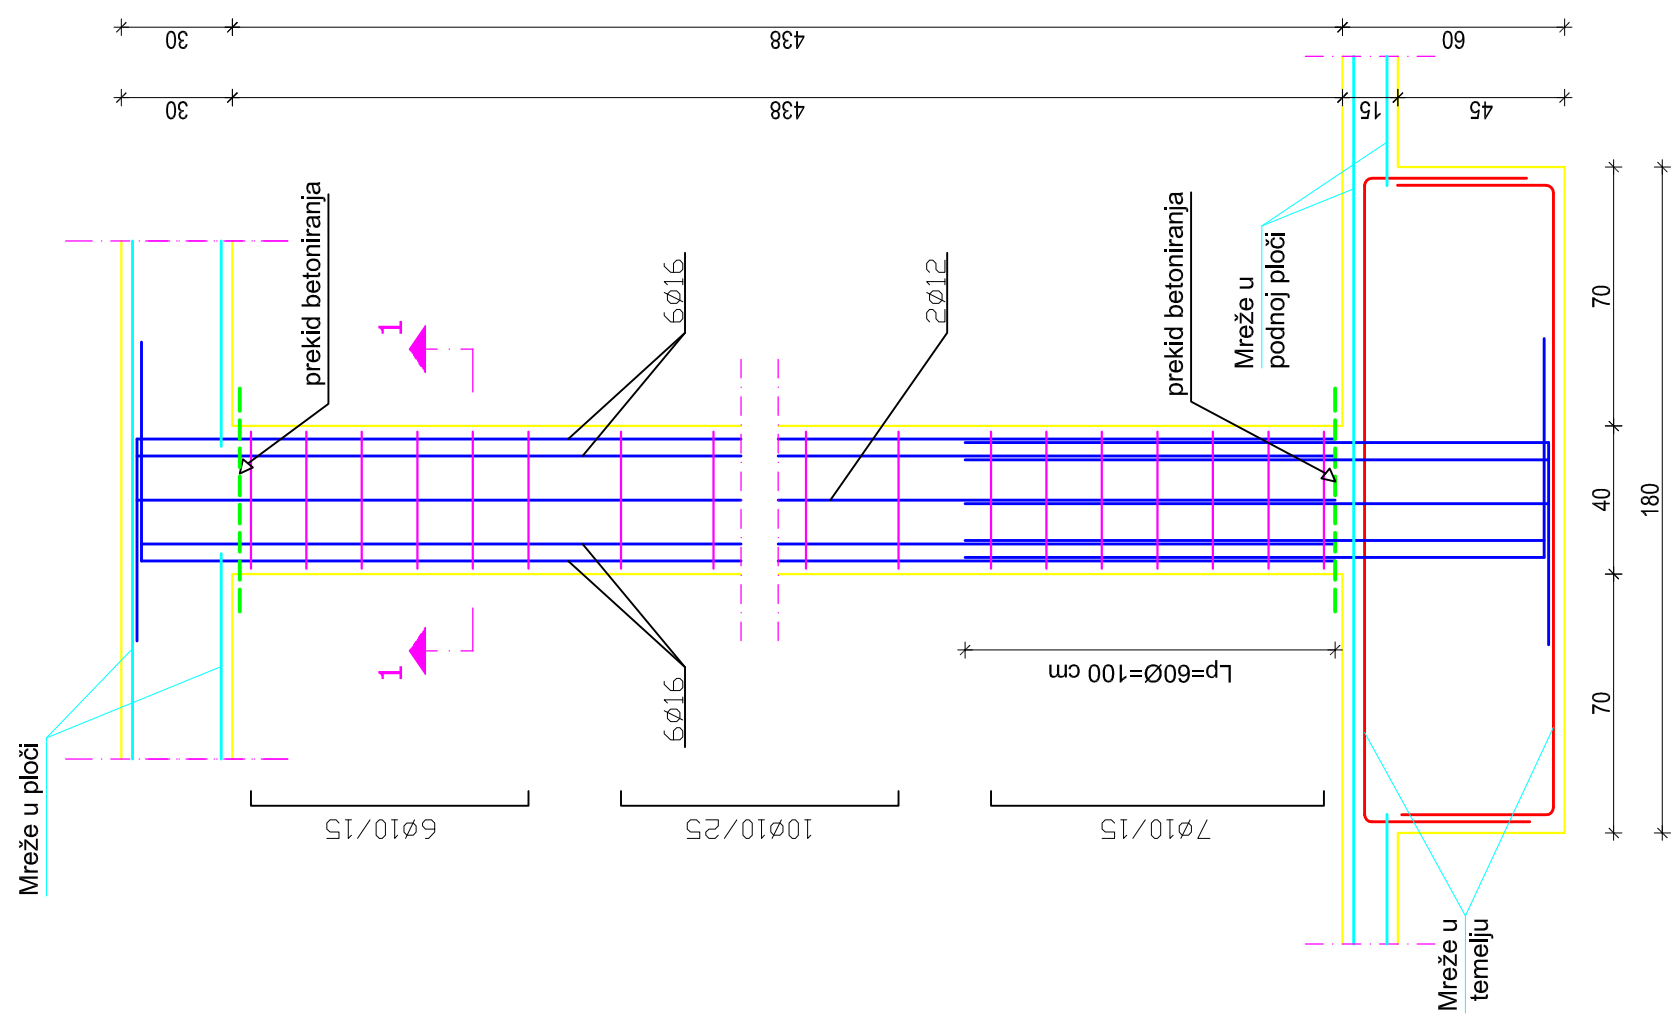 30
438
60
30
438
15
45
prekid betoniranja
1
6Ø16
2Ø12
prekid betoniranja
Mreže u
podnoj ploči
70
40
180
70
1
6Ø16
Lp=60Ø=100 cm
Mreže u ploči
6Ø10/15
10Ø10/25
7Ø10/15
Mreže u
temelju